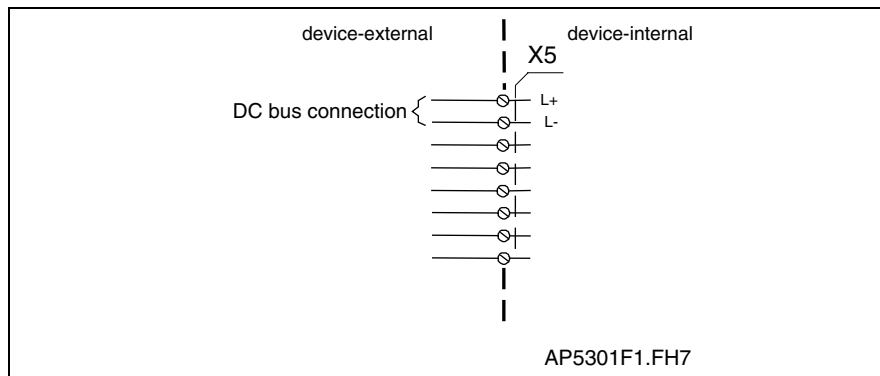 device-external
device-internal
X5
L+
DC bus connection
L-
AP5301F1.FH7